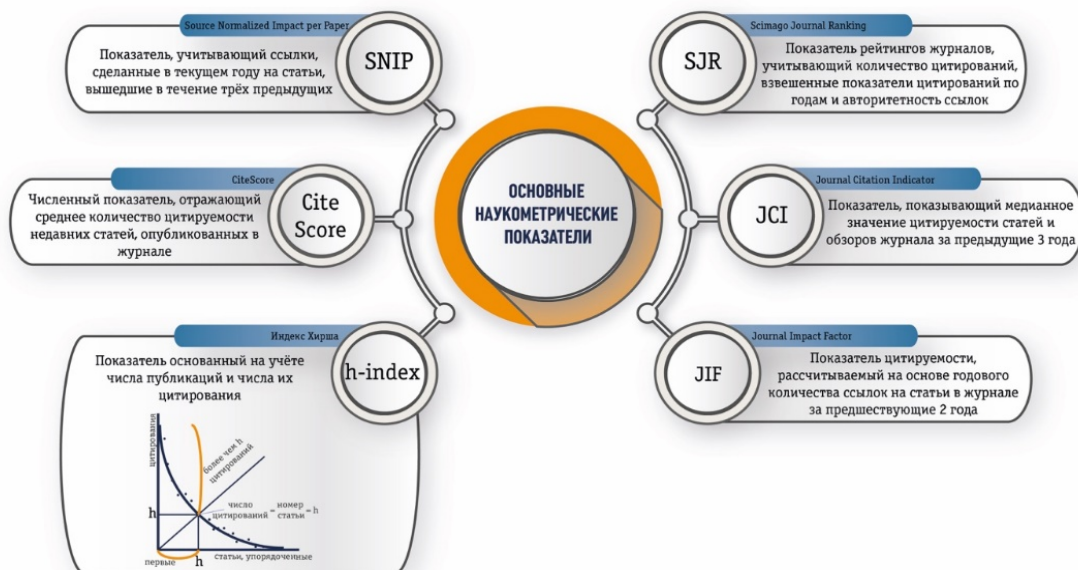 Source Normalized Impact per Paper
SNIP
Показатель, учитывающий ссылки,
сделанные в текущем году на статьи,
вышедшие в течение трёх предыдущих
CiteScore
Cite
Score
Численный показатель, отражающий
среднее количество цитируемости
недавних статей, опубликованных в
журнале
Индекс Хирша
h-index
Показатель основанный на учёте
числа публикаций и числа их
цитирования
цитирования
более чем h
цитирований
число
цитирований = номер
статьи = h
h
первые
h
статьи, упорядоченные
ОСНОВНЫЕ
НАУКОМЕТРИЧЕСКИЕ
ПОКАЗАТЕЛИ
Scimago Journal Ranking
SJR
Показатель рейтингов журналов,
учитывающий количество цитирований,
взвешенные показатели цитирований по
годам и авторитетность ссылок
Journal Citation Indicator
JCI
Показатель, показывающий медианное
значение цитируемости статей и
обзоров журнала за предыдущие 3 года
Journal Impact Factor
JIF
Показатель цитируемости,
рассчитываемый на основе годового
количества ссылок на статьи в журнале
за предшествующие 2 года